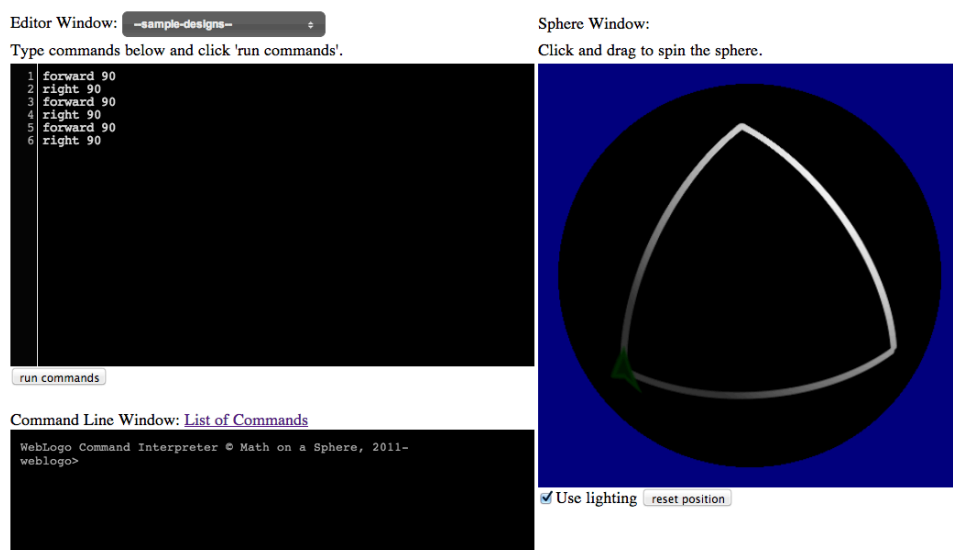 Editor Window: --sample-designs--
Type commands below and click 'run commands'.
1 forward 90
2 right 90
3 forward 90
4 right 90
5 forward 90
6 right 90
run commands
Command Line Window: List of Commands
WebLogo Command Interpreter © Math on a Sphere, 2011-
weblogo>
Sphere Window:
Click and drag to spin the sphere.
Use lighting reset position